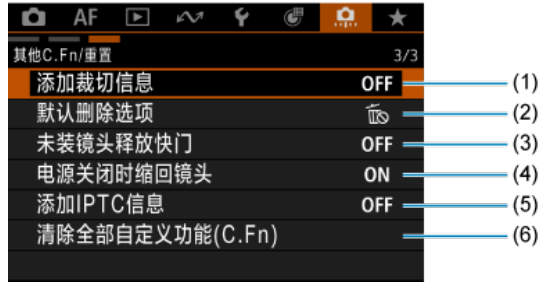 AF
其他C.Fn/重置 3/3
添加裁切信息 OFF (1)
默认删除选项 (2)
未装镜头释放快门 OFF (3)
电源关闭时缩回镜头 ON (4)
添加IPTC信息 OFF (5)
清除全部自定义功能(C.Fn) (6)